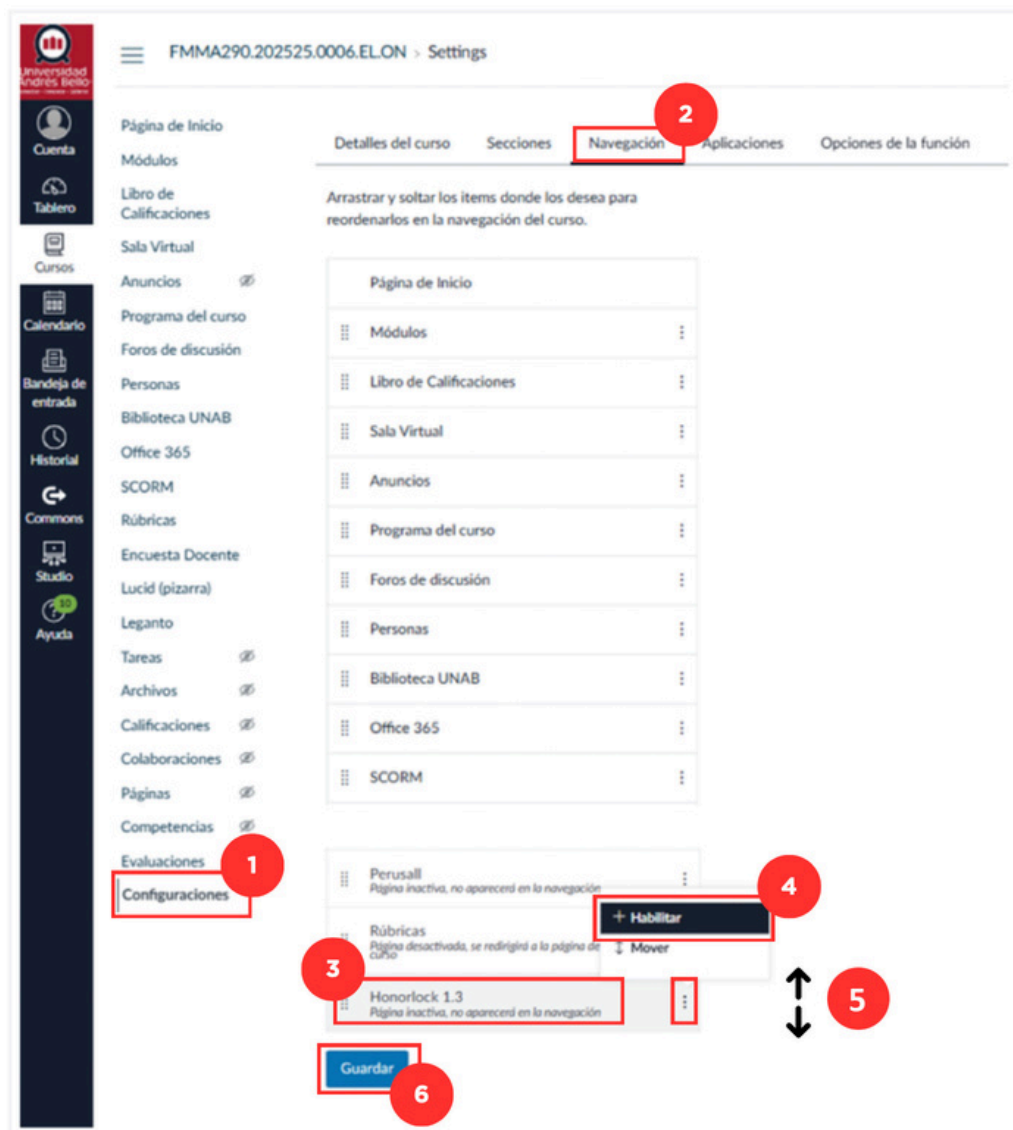 Universidad
Andrés Bello
FMMA290.202525.0006.EL.ON > Settings
Cuenta
Tablero
Cursos
Calendario
Bandeja de
entrada
Historial
Commons
Studio
10
Ayuda
Página de Inicio
Módulos
Libro de
Calificaciones
Sala Virtual
Anuncios
Programa del curso
Foros de discusión
Personas
Biblioteca UNAB
Office 365
SCORM
Rúbricas
Encuesta Docente
Lucid (pizarra)
Leganto
Tareas
Archivos
Calificaciones
Colaboraciones
Páginas
Competencias
Evaluaciones
1
Configuraciones
2
Detalles del curso Secciones Navegación Aplicaciones Opciones de la función
Arrastrar y soltar los items donde los desea para
reordenarlos en la navegación del curso.
Página de Inicio
Módulos
Libro de Calificaciones
Sala Virtual
Anuncios
Programa del curso
Foros de discusión
Personas
Biblioteca UNAB
Office 365
SCORM
Perusall
Página inactiva, no aparecerá en la navegación
4
+ Habilitar
Mover
Rúbricas
Página desactivada, se redirigirá a la página de
curso
3
Honorlock 1.3
Página inactiva, no aparecerá en la navegación
5
Guardar
6